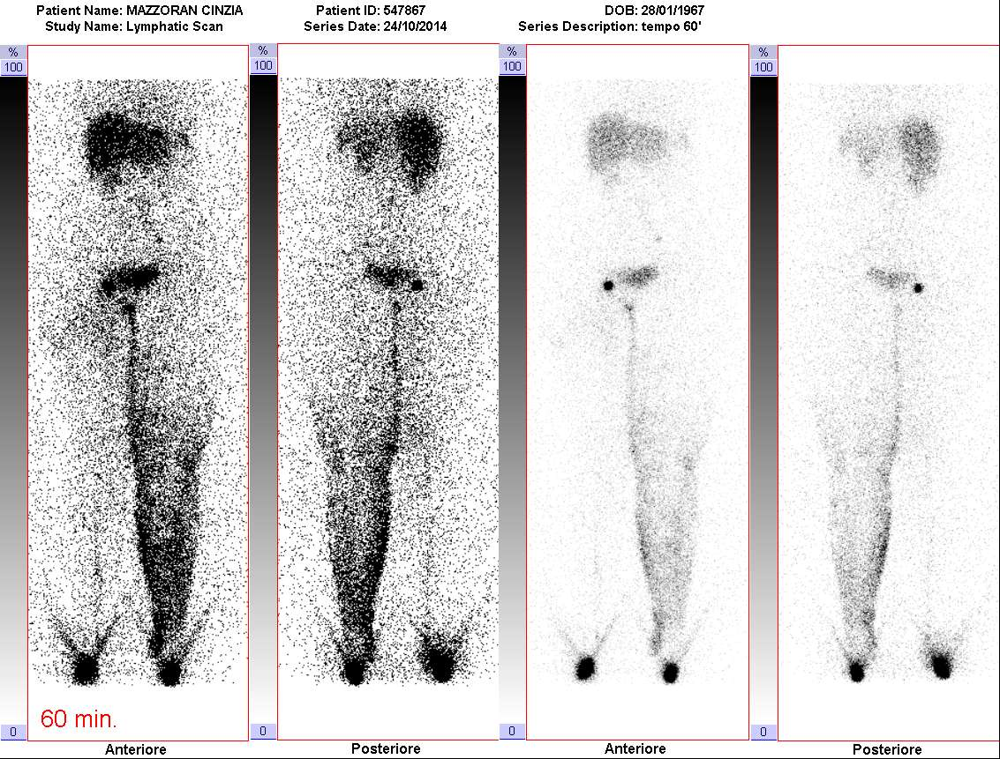 Patient Name: MAZZORAN CINZIA Patient ID: 547867 DOB: 28/01/1967
Study Name: Lymphatic Scan Series Date: 24/10/2014 Series Description: tempo 60'
% % % %
100 100 100 100
60 min.
0 0 0 0
Anteriore Posteriore Anteriore Posteriore